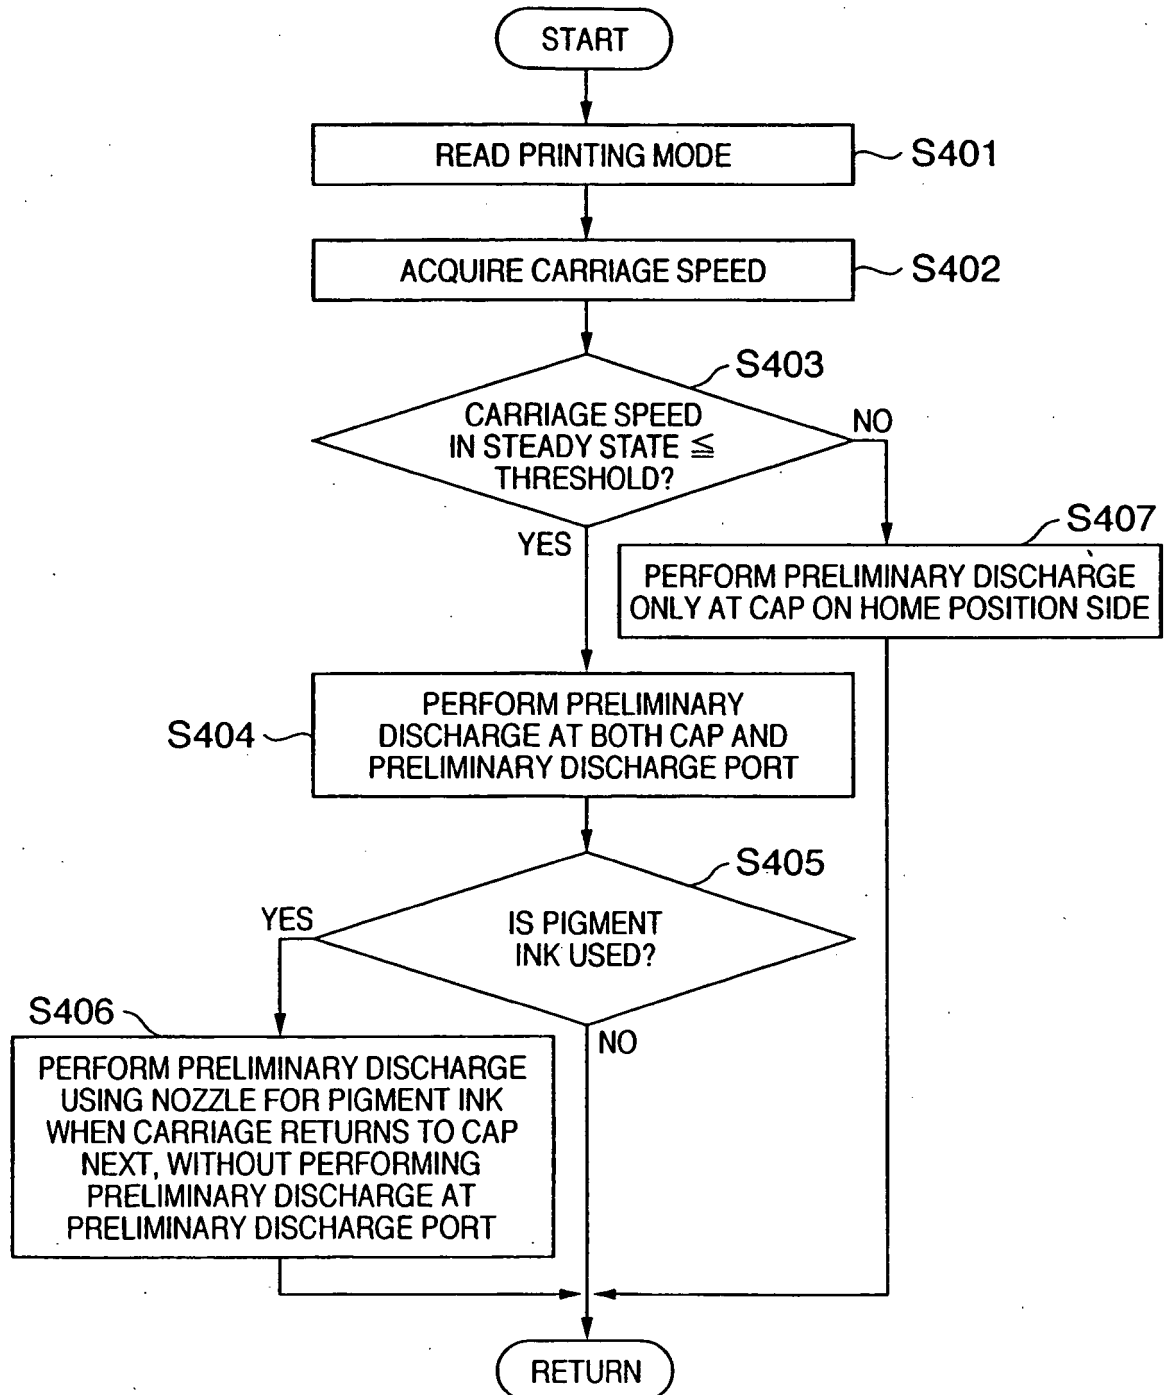 START
READ PRINTING MODE
S401
ACQUIRE CARRIAGE SPEED
S402
S403
CARRIAGE SPEED
IN STEADY STATE ≦
THRESHOLD?
NO
YES
S407
PERFORM PRELIMINARY DISCHARGE
ONLY AT CAP ON HOME POSITION SIDE
S404
PERFORM PRELIMINARY
DISCHARGE AT BOTH CAP AND
PRELIMINARY DISCHARGE PORT
S405
IS PIGMENT
INK USED?
YES
NO
S406
PERFORM PRELIMINARY DISCHARGE
USING NOZZLE FOR PIGMENT INK
WHEN CARRIAGE RETURNS TO CAP
NEXT, WITHOUT PERFORMING
PRELIMINARY DISCHARGE AT
PRELIMINARY DISCHARGE PORT
RETURN